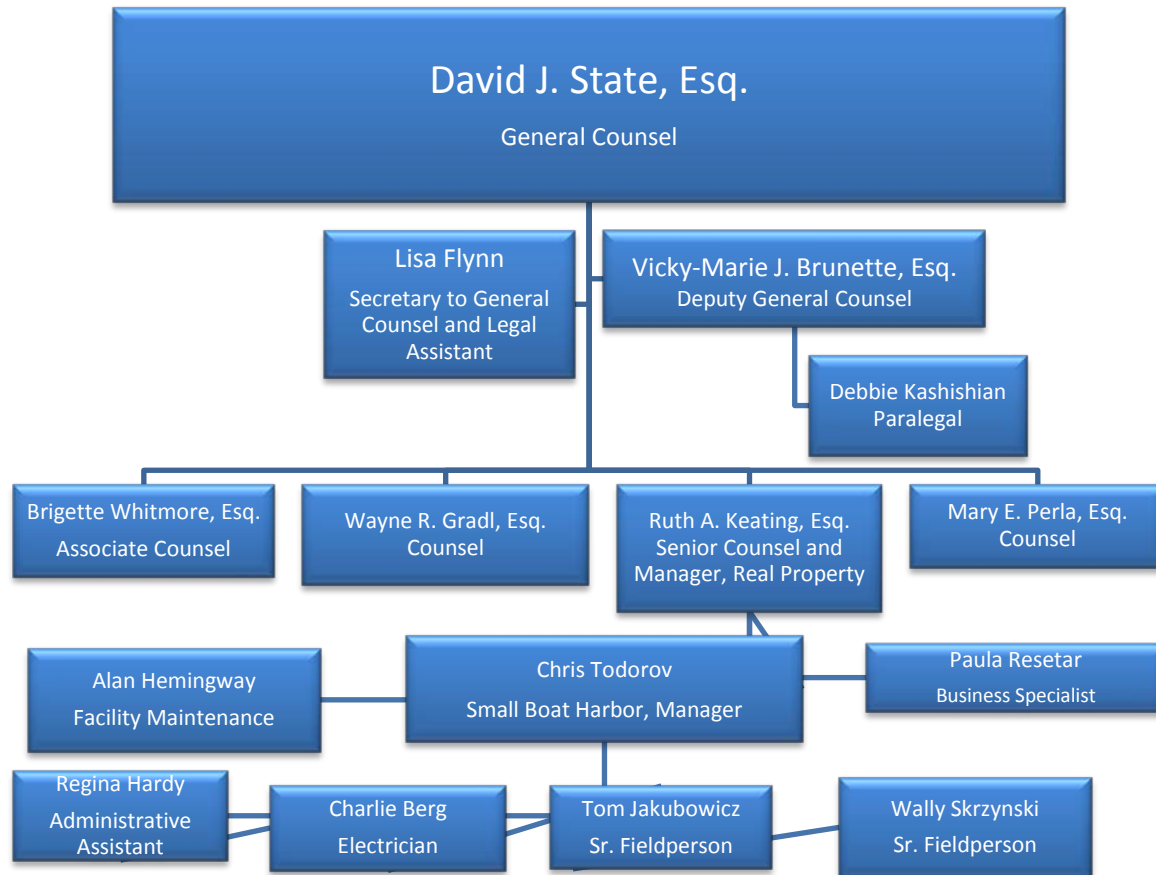 David J. State, Esq.
General Counsel
Lisa Flynn
Secretary to General
Counsel and Legal
Assistant
Vicky-Marie J. Brunette, Esq.
Deputy General Counsel
Debbie Kashishian
Paralegal
Brigette Whitmore, Esq.
Associate Counsel
Wayne R. Gradl, Esq.
Counsel
Ruth A. Keating, Esq.
Senior Counsel and
Manager, Real Property
Mary E. Perla, Esq.
Counsel
Alan Hemingway
Facility Maintenance
Chris Todorov
Small Boat Harbor, Manager
Paula Resetar
Business Specialist
Regina Hardy
Administrative
Assistant
Charlie Berg
Electrician
Tom Jakubowicz
Sr. Fieldperson
Wally Skrzynski
Sr. Fieldperson